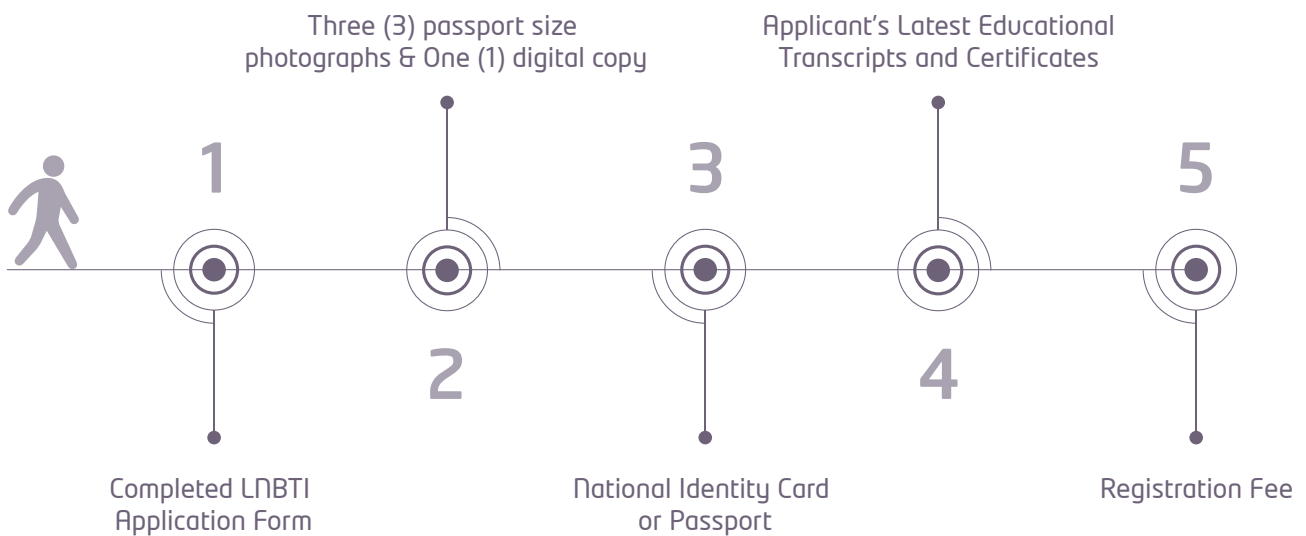 1
Completed LNBTI
Application Form
2
Three (3) passport size
photographs & One (1) digital copy
3
National Identity Card
or Passport
4
Applicant's Latest Educational
Transcripts and Certificates
5
Registration Fee